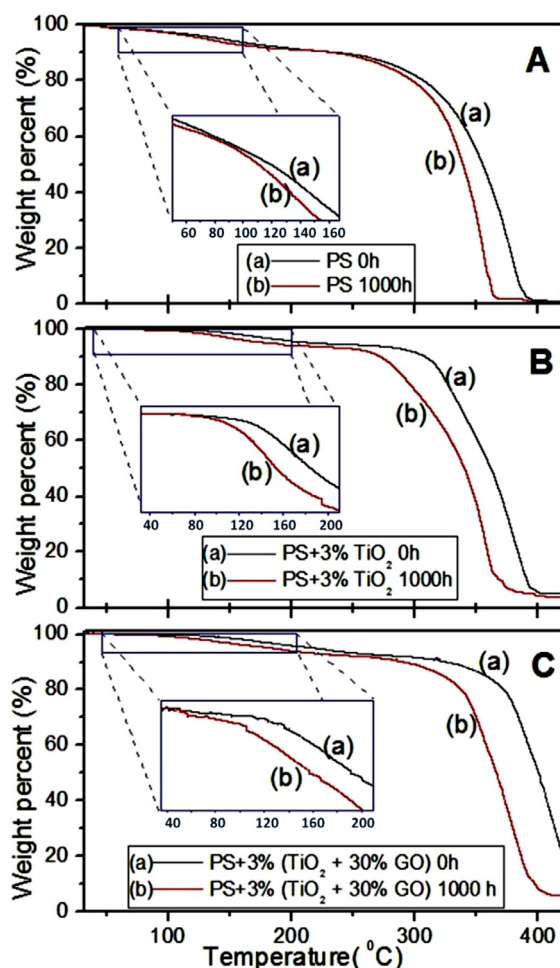 100
80
60
40
20
0
Weight percent (%)
A
(a)
(b)
(a)
(b)
60 80 100 120 140 160
(a) PS 0h
(b) PS 1000h
100
80
60
40
20
0
Weight percent (%)
B
(a)
(b)
(a)
(b)
40 80 120 160 200
(a) PS+3% TiO₂ 0h
(b) PS+3% TiO₂ 1000h
100
80
60
40
20
0
Weight percent (%)
C
(a)
(b)
(a)
(b)
40 80 120 160 200
(a) PS+3% (TiO₂ + 30% GO) 0h
(b) PS+3% (TiO₂ + 30% GO) 1000 h
100 200 300 400
Temperature( ⁰C)